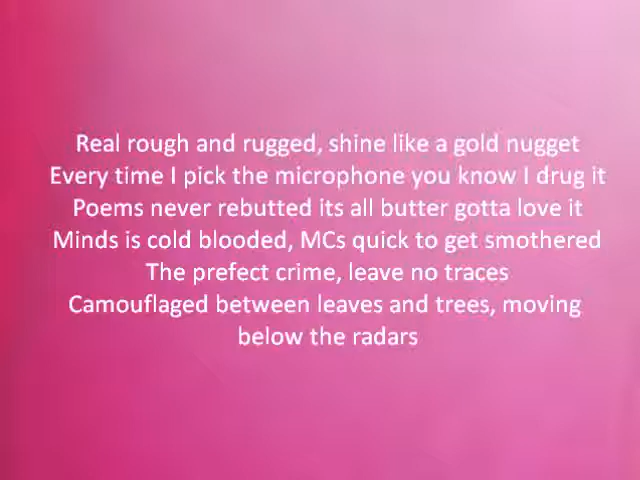 Real rough and rugged, shine like a gold nugget
Every time I pick the microphone you know I drug it
Poems never rebutted its all butter gotta love it
Minds is cold blooded, MCs quick to get smothered
The prefect crime, leave no traces
Camouflaged between leaves and trees, moving
below the radars